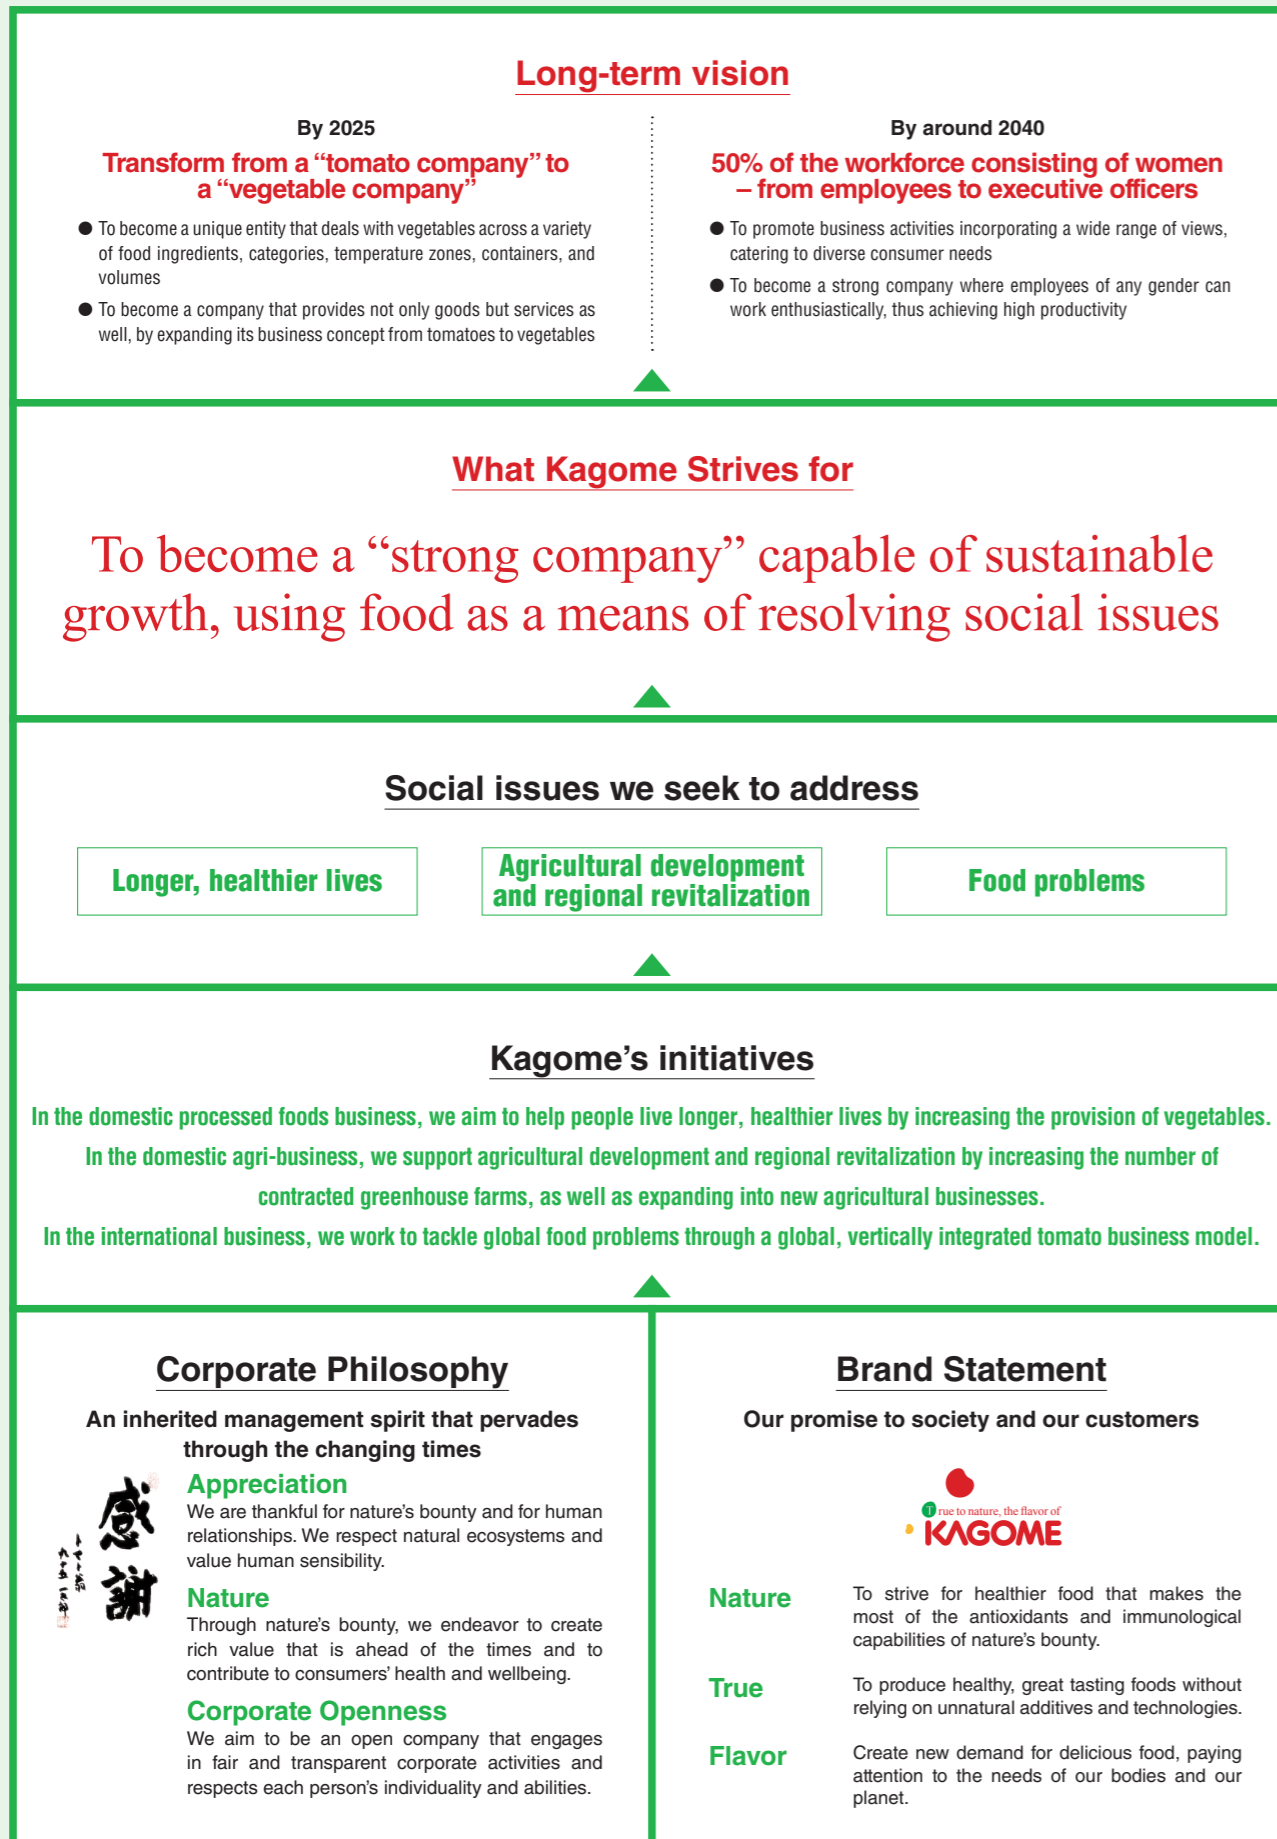 Long-term vision
By 2025
Transform from a “tomato company” to
a “vegetable company”
● To become a unique entity that deals with vegetables across a variety
of food ingredients, categories, temperature zones, containers, and
volumes
● To become a company that provides not only goods but services as
well, by expanding its business concept from tomatoes to vegetables
By around 2040
50% of the workforce consisting of women
– from employees to executive officers
● To promote business activities incorporating a wide range of views,
catering to diverse consumer needs
● To become a strong company where employees of any gender can
work enthusiastically, thus achieving high productivity
What Kagome Strives for
To become a “strong company” capable of sustainable
growth, using food as a means of resolving social issues
Social issues we seek to address
Longer, healthier lives
Agricultural development
and regional revitalization
Food problems
Kagome’s initiatives
In the domestic processed foods business, we aim to help people live longer, healthier lives by increasing the provision of vegetables.
In the domestic agri-business, we support agricultural development and regional revitalization by increasing the number of
contracted greenhouse farms, as well as expanding into new agricultural businesses.
In the international business, we work to tackle global food problems through a global, vertically integrated tomato business model.
Corporate Philosophy
An inherited management spirit that pervades
through the changing times
感謝
Appreciation
We are thankful for nature’s bounty and for human
relationships. We respect natural ecosystems and
value human sensibility.
Nature
Through nature’s bounty, we endeavor to create
rich value that is ahead of the times and to
contribute to consumers’ health and wellbeing.
Corporate Openness
We aim to be an open company that engages
in fair and transparent corporate activities and
respects each person’s individuality and abilities.
Brand Statement
Our promise to society and our customers
True to nature, the flavor of
KAGOME
Nature
To strive for healthier food that makes the
most of the antioxidants and immunological
capabilities of nature’s bounty.
True
To produce healthy, great tasting foods without
relying on unnatural additives and technologies.
Flavor
Create new demand for delicious food, paying
attention to the needs of our bodies and our
planet.